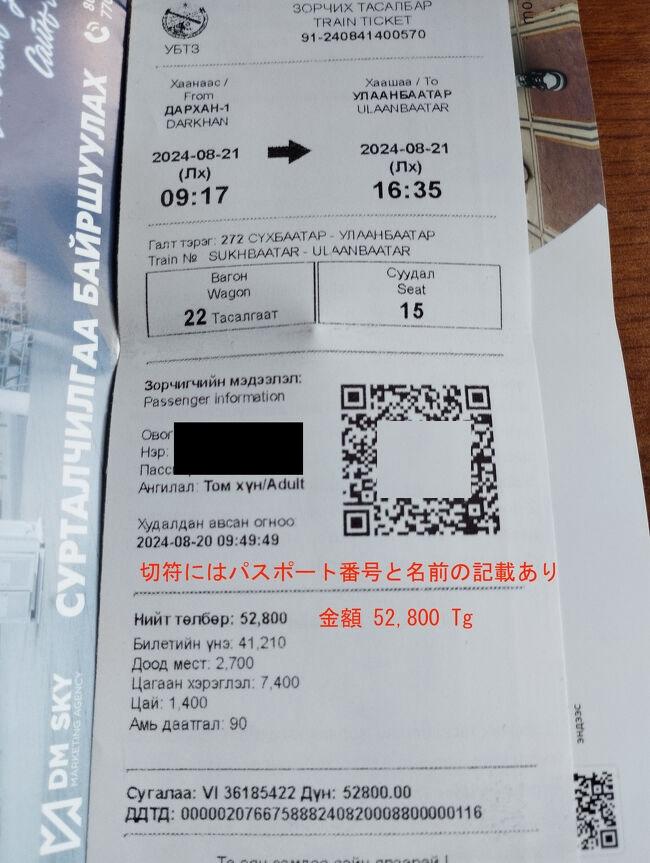 ЗОРЧИХ ТАСАЛБАР
TRAIN TICKET
91-240841400570
УБТЗ
Хаанаас /
From
ДАРХАН-1
DARKHAN
2024-08-21
(Лх)
09:17
Хаашаа / To
УЛААНБААТАР
ULAANBAATAR
2024-08-21
(Лх)
16:35
Галт тэрэг: 272 СҮХБААТАР - УЛААНБААТАР
Train № SUKHBAATAR - ULAANBAATAR
Вагон
Wagon
22 Тасалгаат
Суудал
Seat
15
Зорчигчийн мэдээлэл:
Passenger information
Овог
Нэр:
Ангилал: Том хүн/Adult
Худалдан авсан огноо
2024-08-20 09:49:49
切符にはパスポート番号と名前の記載あり
Нийт төлбөр: 52,800
金額 52,800 Tg
Билетийн үнэ: 41,210
Доод мест: 2,700
Цагаан хэрэглэл: 7,400
Цай: 1,400
Амь даатгал: 90
Сугалаа: VI 36185422 Дүн: 52800.00
ДДТД: 000002076675888240820008800000116
СУРТАЛЧИЛГАА БАЙРШУУЛАХ
DM SKY
MARKETING AGENCY
ЭНДЭЭС